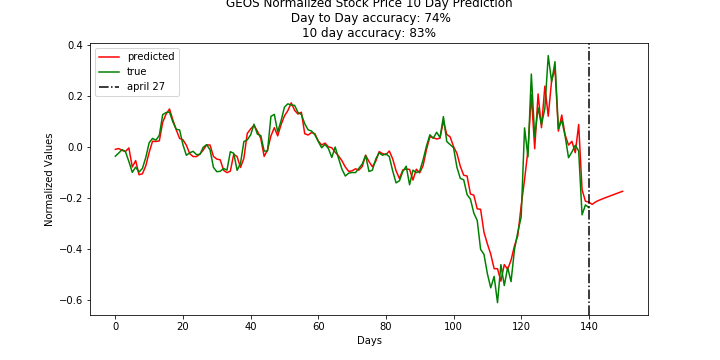 GEOS Normalized Stock Price 10 Day Prediction
Day to Day accuracy: 74%
10 day accuracy: 83%
predicted
true
april 27
Normalized Values
0.4
0.2
0.0
−0.2
−0.4
−0.6
0 20 40 60 80 100 120 140
Days